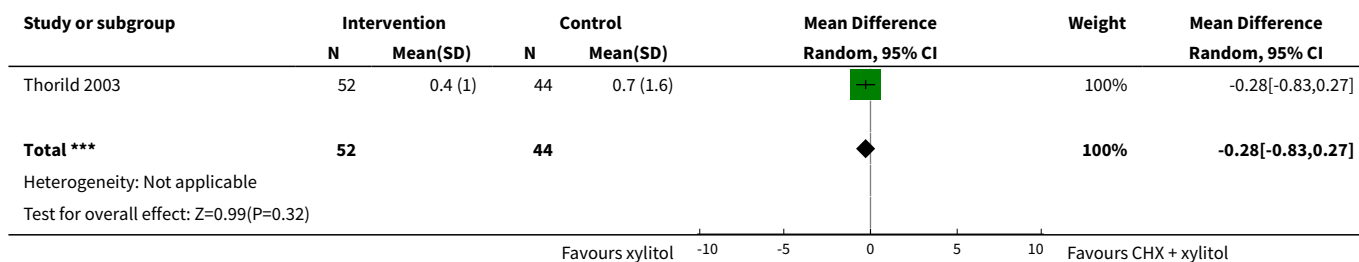 Study or subgroup Intervention Control Mean Difference Weight Mean Difference
N Mean(SD) N Mean(SD) Random, 95% CI Random, 95% CI
Thorild 2003 52 0.4 (1) 44 0.7 (1.6) 100% -0.28[-0.83,0.27]
Total *** 52 44 100% -0.28[-0.83,0.27]
Heterogeneity: Not applicable
Test for overall effect: Z=0.99(P=0.32)
Favours xylitol -10 -5 0 5 10 Favours CHX + xylitol